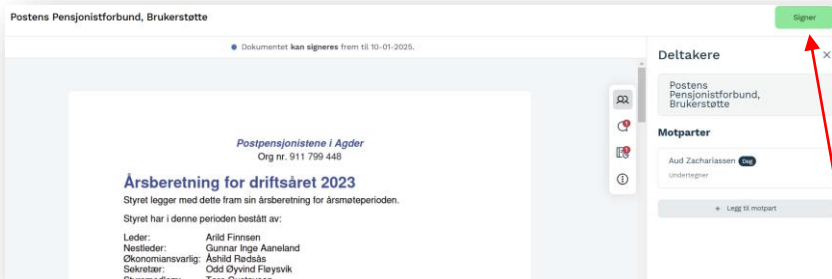 Postens Pensjonistforbund, Brukerstøtte
Signer
Dokumentet kan signeres frem til 10-01-2025.
Deltakere
Postens
Pensjonistforbund,
Brukerstøtte
Motparter
Aud Zachariassen Deg
Undertegner
+ Legg til motpart
Postpensjonistene i Agder
Org nr. 911 799 448
Årsberetning for driftsåret 2023
Styret legger med dette fram sin årsberetning for årsmøteperioden.
Styret har i denne perioden bestått av:
Leder: Arild Finnsen
Nestleder: Gunnar Inge Aaneland
Økonomiansvarlig: Åshild Rødsås
Sekretær: Odd Øyvind Fløysvik